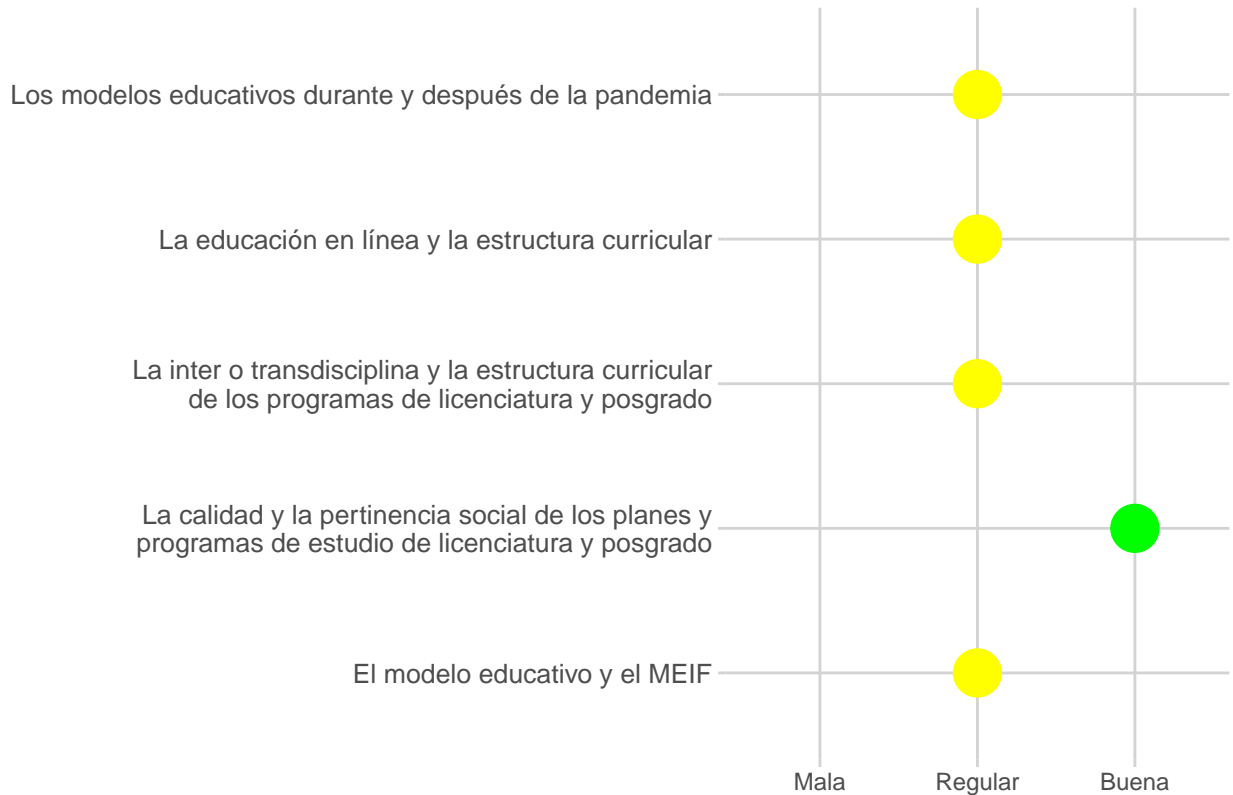 Los modelos educativos durante y después de la pandemia
La educación en línea y la estructura curricular
La inter o transdisciplina y la estructura curricular
de los programas de licenciatura y posgrado
La calidad y la pertinencia social de los planes y
programas de estudio de licenciatura y posgrado
El modelo educativo y el MEIF
Mala Regular Buena